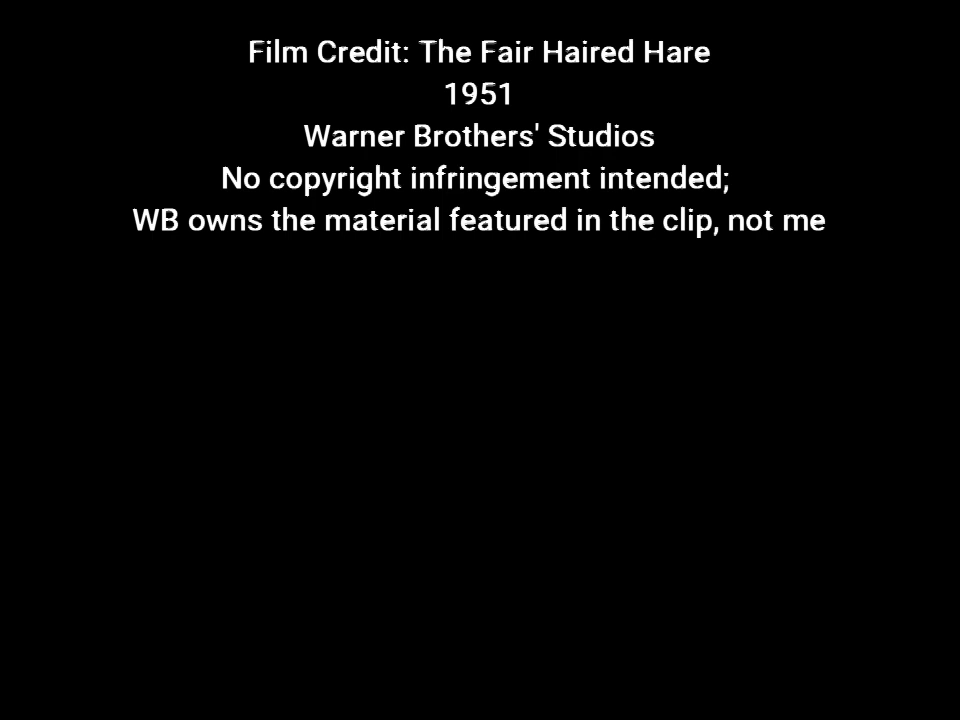 Film Credit: The Fair Haired Hare
1951
Warner Brothers' Studios
No copyright infringement intended;
WB owns the material featured in the clip, not me